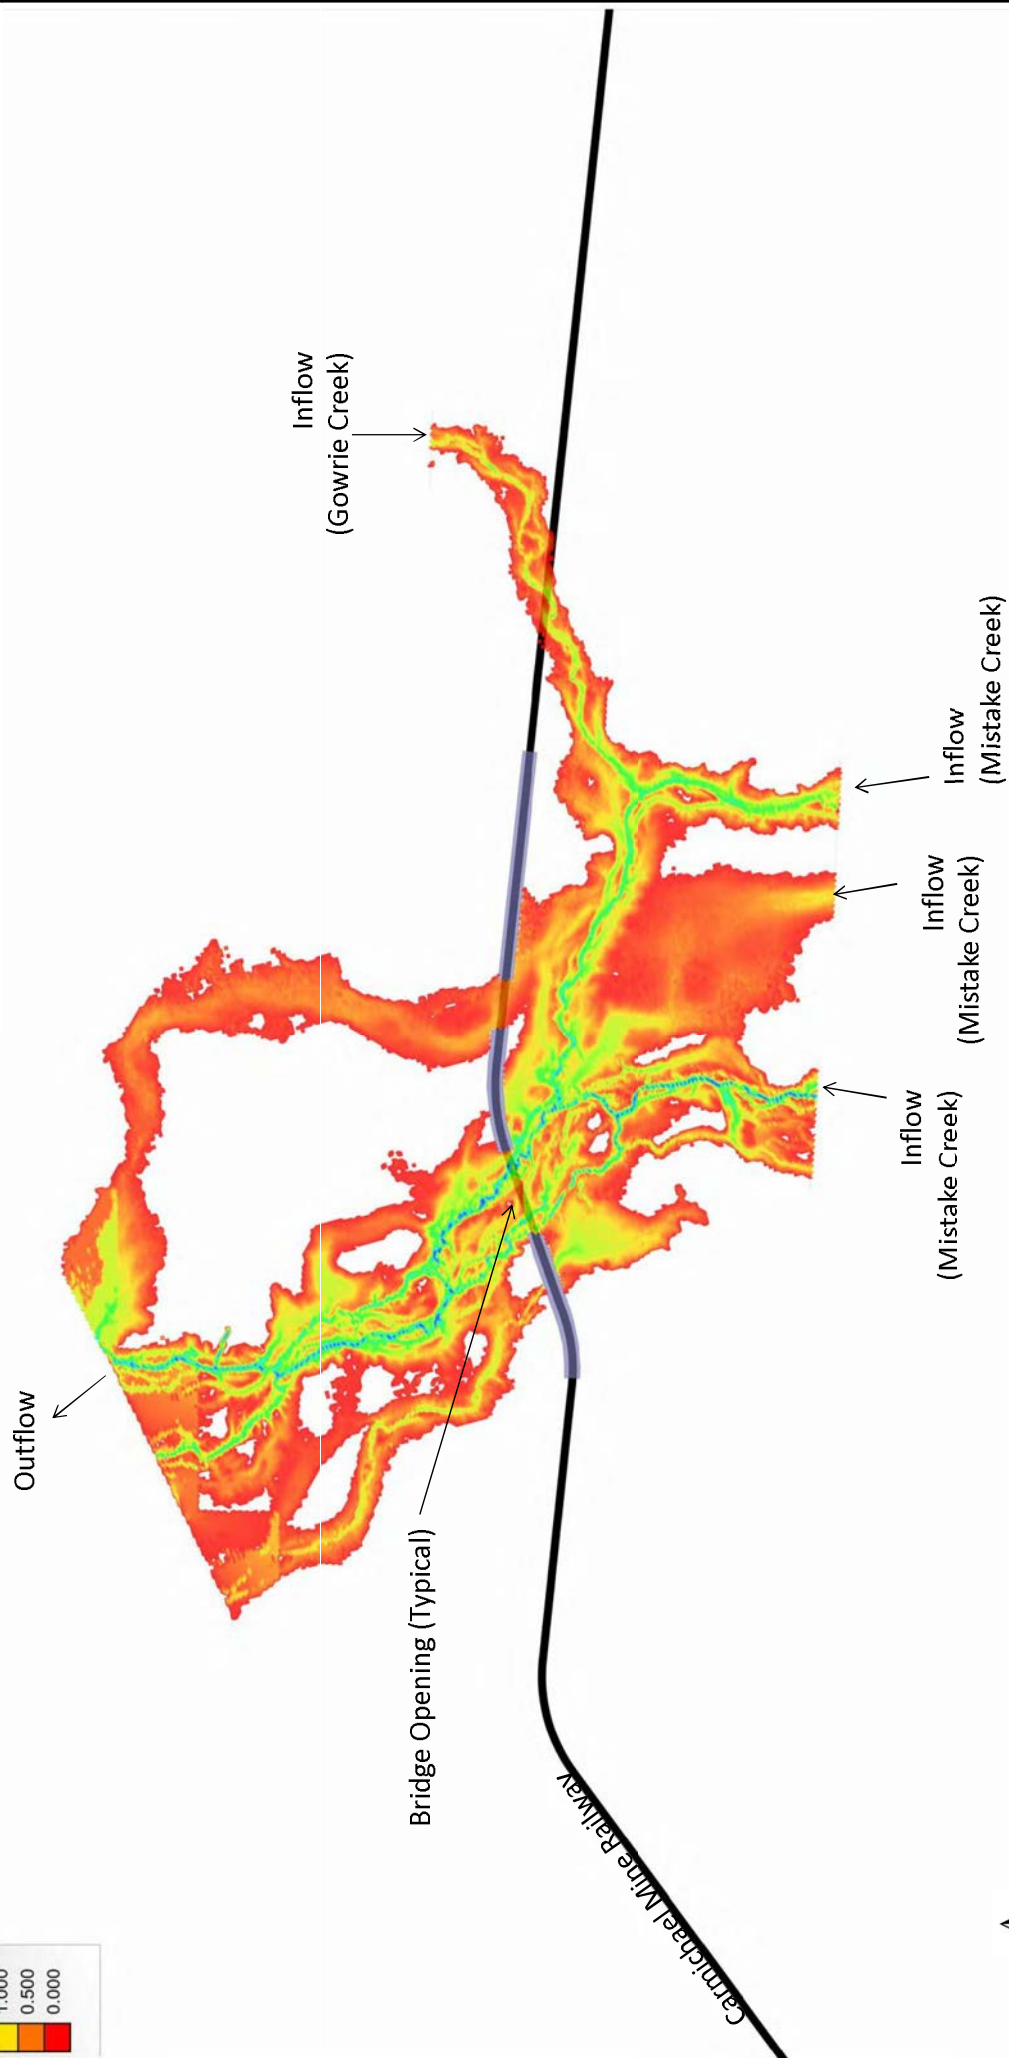 Outflow
Inflow
(Gowrie Creek)
Bridge Opening (Typical)
Carmichael Mine Railway
Inflow
(Mistake Creek)
Inflow
(Mistake Creek)
Inflow
(Mistake Creek)
0.500
0.000